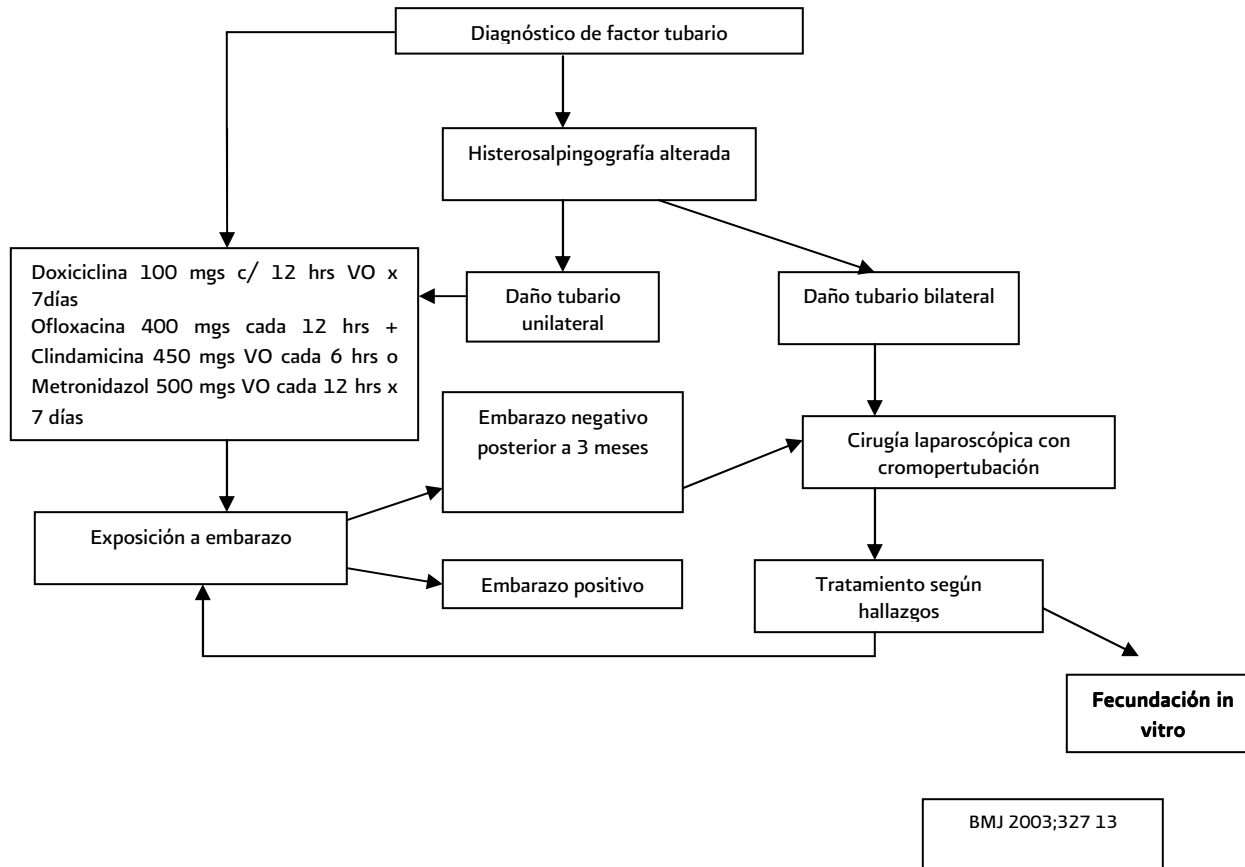 Diagnóstico de factor tubario
Histerosalpingografía alterada
Doxiciclina 100 mgs c/ 12 hrs VO x
7días
Ofloxacina 400 mgs cada 12 hrs +
Clindamicina 450 mgs VO cada 6 hrs o
Metronidazol 500 mgs VO cada 12 hrs x
7 días
Daño tubario
unilateral
Daño tubario bilateral
Embarazo negativo
posterior a 3 meses
Cirugía laparoscópica con
cromopertubación
Exposición a embarazo
Embarazo positivo
Tratamiento según
hallazgos
Fecundación in
vitro
BMJ 2003;327 13